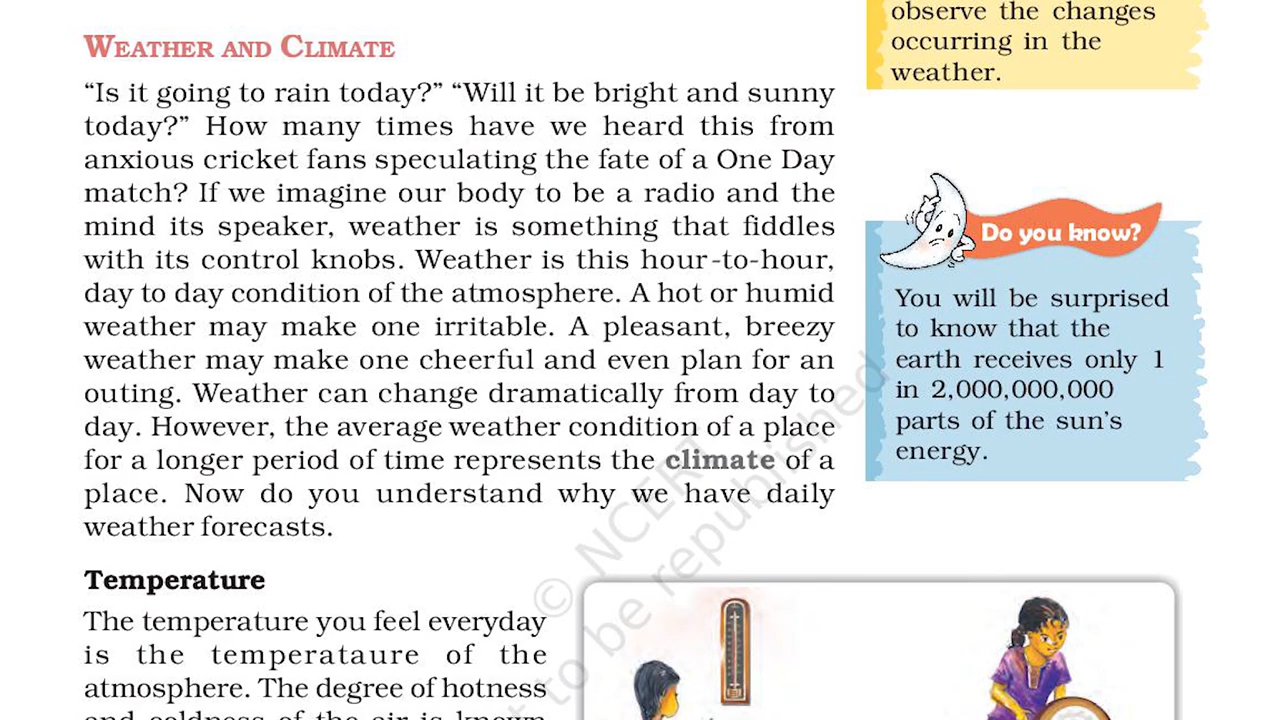 WEATHER AND CLIMATE
“Is it going to rain today?” “Will it be bright and sunny
today?” How many times have we heard this from
anxious cricket fans speculating the fate of a One Day
match? If we imagine our body to be a radio and the
mind its speaker, weather is something that fiddles
with its control knobs. Weather is this hour-to-hour,
day to day condition of the atmosphere. A hot or humid
weather may make one irritable. A pleasant, breezy
weather may make one cheerful and even plan for an
outing. Weather can change dramatically from day to
day. However, the average weather condition of a place
for a longer period of time represents the climate of a
place. Now do you understand why we have daily
weather forecasts.
Temperature
The temperature you feel everyday
is the temperataure of the
atmosphere. The degree of hotness
and coldness of the air is known
observe the changes
occurring in the
weather.
Do you know?
You will be surprised
to know that the
earth receives only 1
in 2,000,000,000
parts of the sun’s
energy.
© NCERT
to be republished